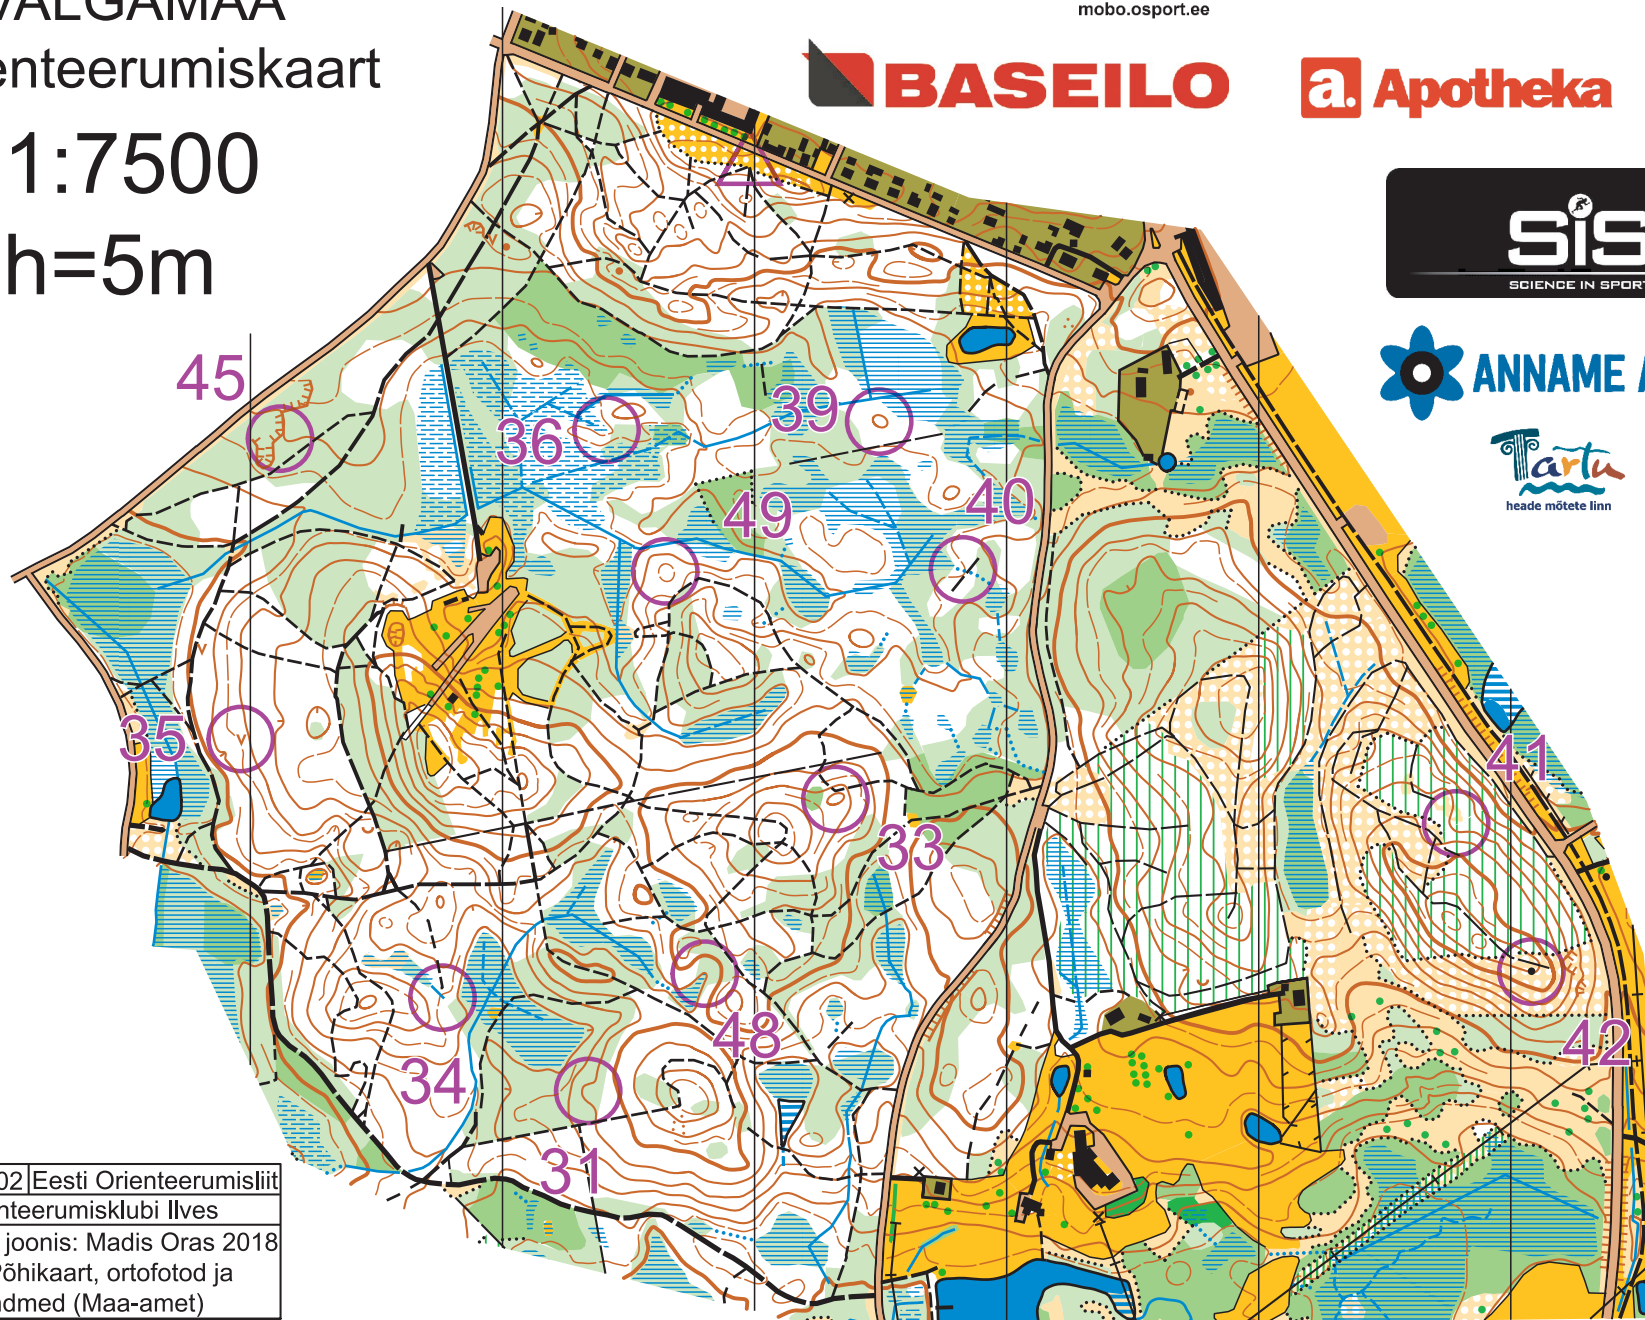 VALGAMAA
enteerumiskaart
1:7500
h=5m
mobo.osport.ee
BASEILO
a. Apotheka
SiS
SCIENCE IN SPORT
ANNAME A
Tartu
heade mõtete linn
45
36
39
49
40
35
41
33
48
34
42
31
02 Eesti Orienteerumisliit
nteerumisklubi Ilves
joonis: Madis Oras 2018
Põhikaart, ortofotod ja
ndmed (Maa-amet)